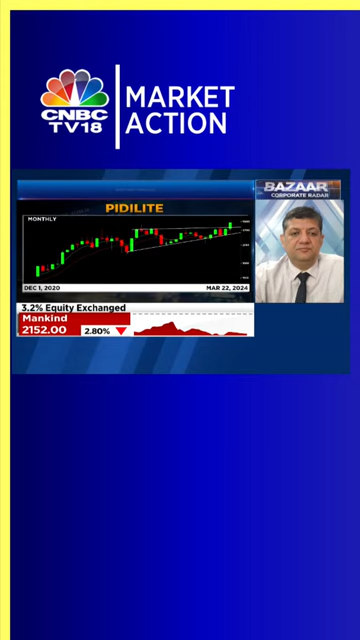 CNBC
TV18
MARKET
ACTION
PIDILITE
MONTHLY
DEC 1, 2020
MAR 22, 2024
BAZAAR
CORPORATE RADAR
3.2% Equity Exchanged
Mankind
2152.00
2.80%